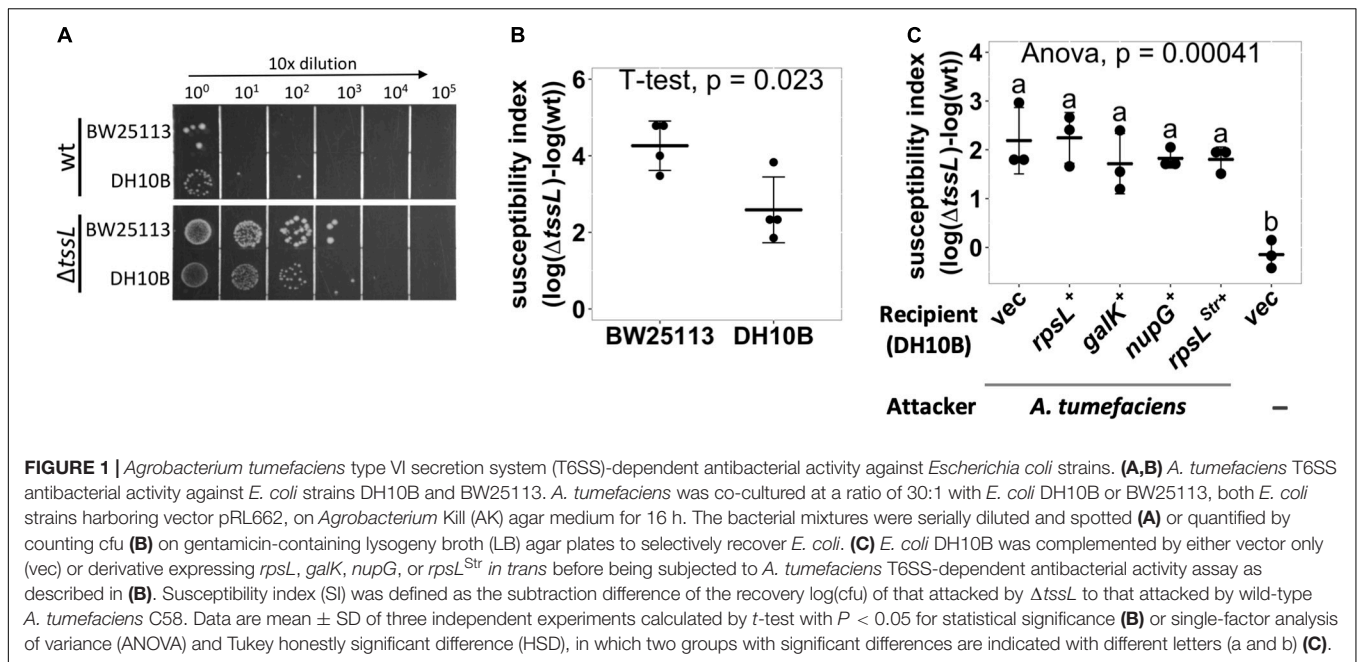 A
10x dilution
10⁰ 10¹ 10² 10³ 10⁴ 10⁵
wt
BW25113
DH10B
ΔtssL
BW25113
DH10B
B
susceptibility index
(log(ΔtssL)-log(wt))
6
4
2
0
T-test, p = 0.023
BW25113 DH10B
C
susceptibility index
(log(ΔtssL)-log(wt))
4
3
2
1
0
Anova, p = 0.00041
a a a a a b
Recipient
(DH10B)
vec rpsL⁺ galK⁺ nupG⁺ rpsL Str+ vec
Attacker A. tumefaciens –
FIGURE 1 | Agrobacterium tumefaciens type VI secretion system (T6SS)-dependent antibacterial activity against Escherichia coli strains. (A,B) A. tumefaciens T6SS
antibacterial activity against E. coli strains DH10B and BW25113. A. tumefaciens was co-cultured at a ratio of 30:1 with E. coli DH10B or BW25113, both E. coli
strains harboring vector pRL662, on Agrobacterium Kill (AK) agar medium for 16 h. The bacterial mixtures were serially diluted and spotted (A) or quantified by
counting cfu (B) on gentamicin-containing lysogeny broth (LB) agar plates to selectively recover E. coli. (C) E. coli DH10B was complemented by either vector only
(vec) or derivative expressing rpsL, galK, nupG, or rpsL^Str in trans before being subjected to A. tumefaciens T6SS-dependent antibacterial activity assay as
described in (B). Susceptibility index (SI) was defined as the subtraction difference of the recovery log(cfu) of that attacked by ΔtssL to that attacked by wild-type
A. tumefaciens C58. Data are mean ± SD of three independent experiments calculated by t-test with P < 0.05 for statistical significance (B) or single-factor analysis
of variance (ANOVA) and Tukey honestly significant difference (HSD), in which two groups with significant differences are indicated with different letters (a and b) (C).